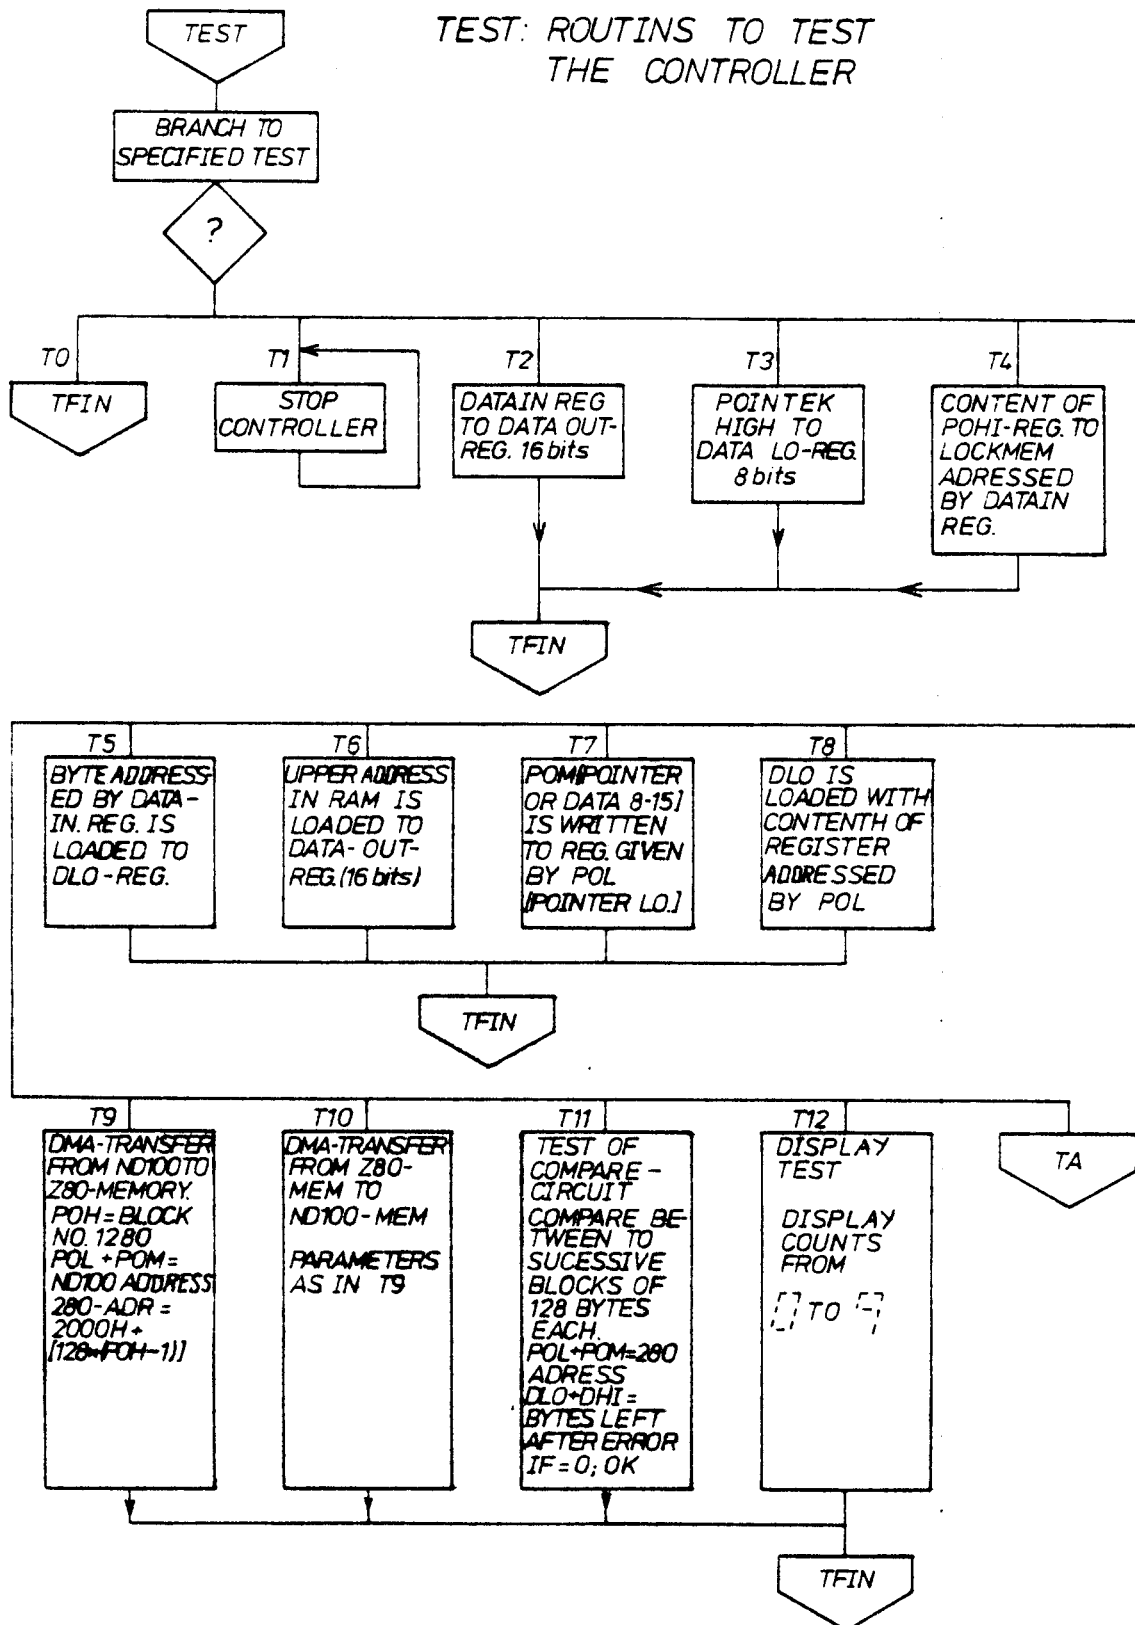 TEST
TEST: ROUTINS TO TEST
THE CONTROLLER
BRANCH TO
SPECIFIED TEST
?
T0
TFIN
T1
STOP
CONTROLLER
T2
DATAIN REG
TO DATA OUT-
REG. 16 bits
T3
POINTEK
HIGH TO
DATA LO-REG.
8 bits
T4
CONTENT OF
POHI-REG. TO
LOCKMEM
ADRESSED
BY DATAIN
REG.
TFIN
T5
BYTE ADDRESS-
ED BY DATA-
IN. REG. IS
LOADED TO
DLO-REG.
T6
UPPER ADDRESS
IN RAM IS
LOADED TO
DATA-OUT-
REG. (16 bits)
T7
POM[POINTER
OR DATA 8-15]
IS WRITTEN
TO REG. GIVEN
BY POL
[POINTER LO.]
T8
DLO IS
LOADED WITH
CONTENTH OF
REGISTER
ADDRESSED
BY POL
TFIN
T9
DMA-TRANSFER
FROM ND100 TO
Z80-MEMORY.
POH=BLOCK
NO. 1280
POL+POM=
ND100 ADDRESS
280-ADR =
2000H+
[128*(POH-1)]
T10
DMA-TRANSFER
FROM Z80-
MEM TO
ND100-MEM
PARAMETERS
AS IN T9
T11
TEST OF
COMPARE-
CIRCUIT
COMPARE BE-
TWEEN TO
SUCESSIVE
BLOCKS OF
128 BYTES
EACH.
POL+POM=280
ADRESS
DLO+DHI=
BYTES LEFT
AFTER ERROR
IF=0; OK
T12
DISPLAY
TEST
DISPLAY
COUNTS
FROM
0 TO 9
TA
TFIN